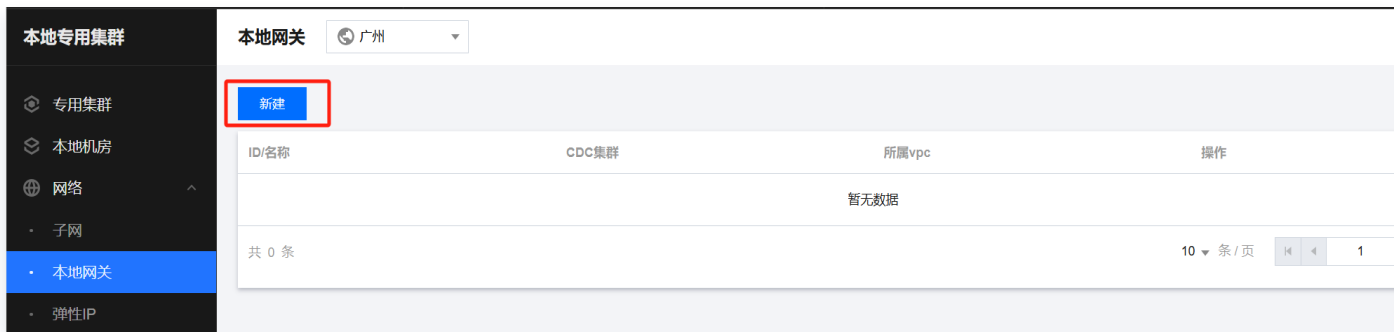 本地专用集群
本地网关 广州
专用集群
新建
本地机房
ID/名称 CDC集群 所属vpc 操作
网络
暂无数据
子网
共 0 条 10 条/页 1
本地网关
弹性IP